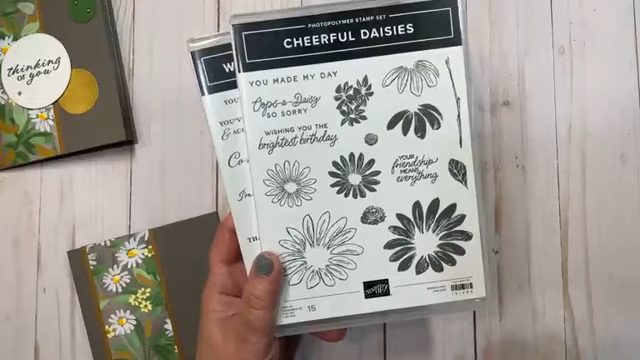 thinking
OF you
PHOTOPOLYMER STAMP SET
CHEERFUL DAISIES
YOU MADE MY DAY
Oops-a-Daisy
SO SORRY
WISHING YOU THE
brightest birthday
YOUR
friendship
MEANS
everything
15